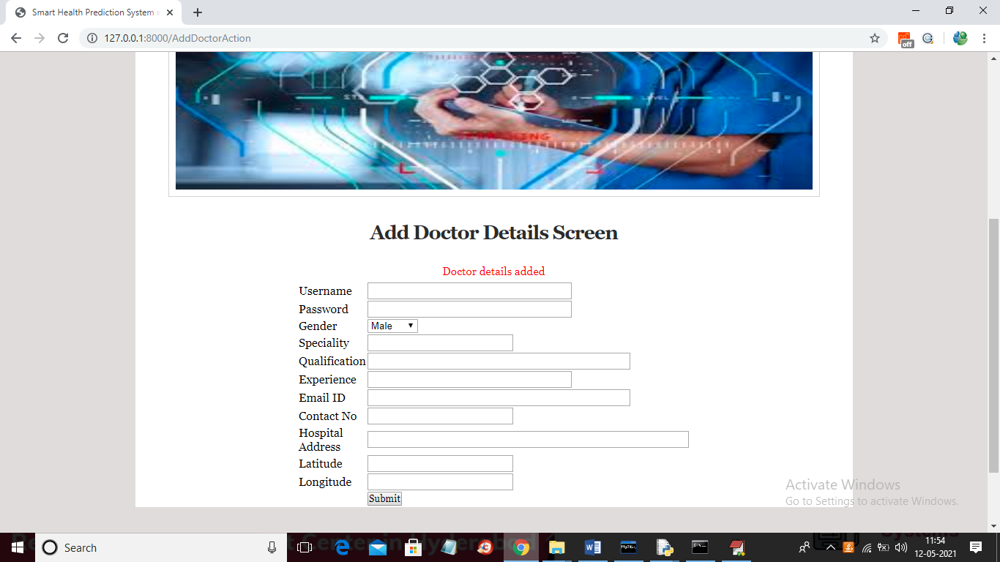 Smart Health Prediction System
127.0.0.1:8000/AddDoctorAction
off
LEVEL
Add Doctor Details Screen
Doctor details added
Username
Password
Gender Male
Speciality
Qualification
Experience
Email ID
Contact No
Hospital
Address
Latitude
Longitude
Submit
Activate Windows
Go to Settings to activate Windows.
Search
11:54
12-05-2021